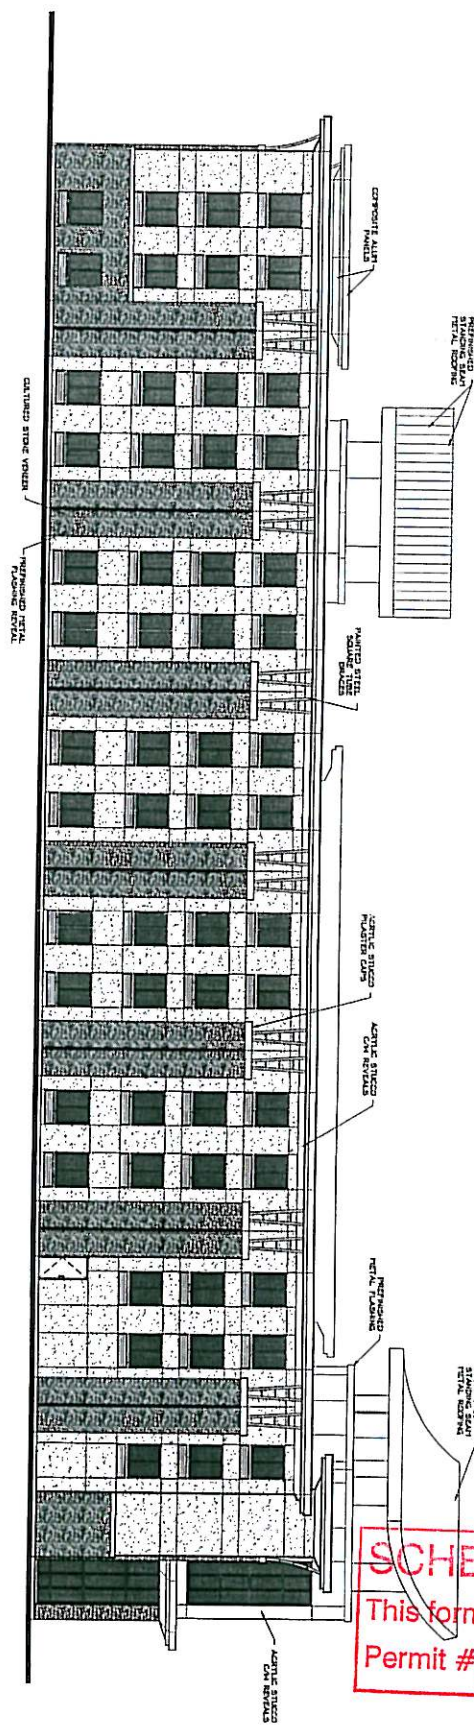 COMPOSITE ALUM
PANELS
PREFINISHED
STANDING SEAM
METAL ROOFING
CULTURED STONE VENEER
PREFINISHED METAL
FLASHING REVEAL
PAINTED STEEL
SQUARE TUBE
BRACES
ACRYLIC STUCCO
PILASTER CAPS
ACRYLIC STUCCO
C/W REVEALS
PREFINISHED
METAL FLASHING
STANDING SEAM
METAL ROOFING
ACRYLIC STUCCO
C/W REVEALS
SCHE
This form
Permit #